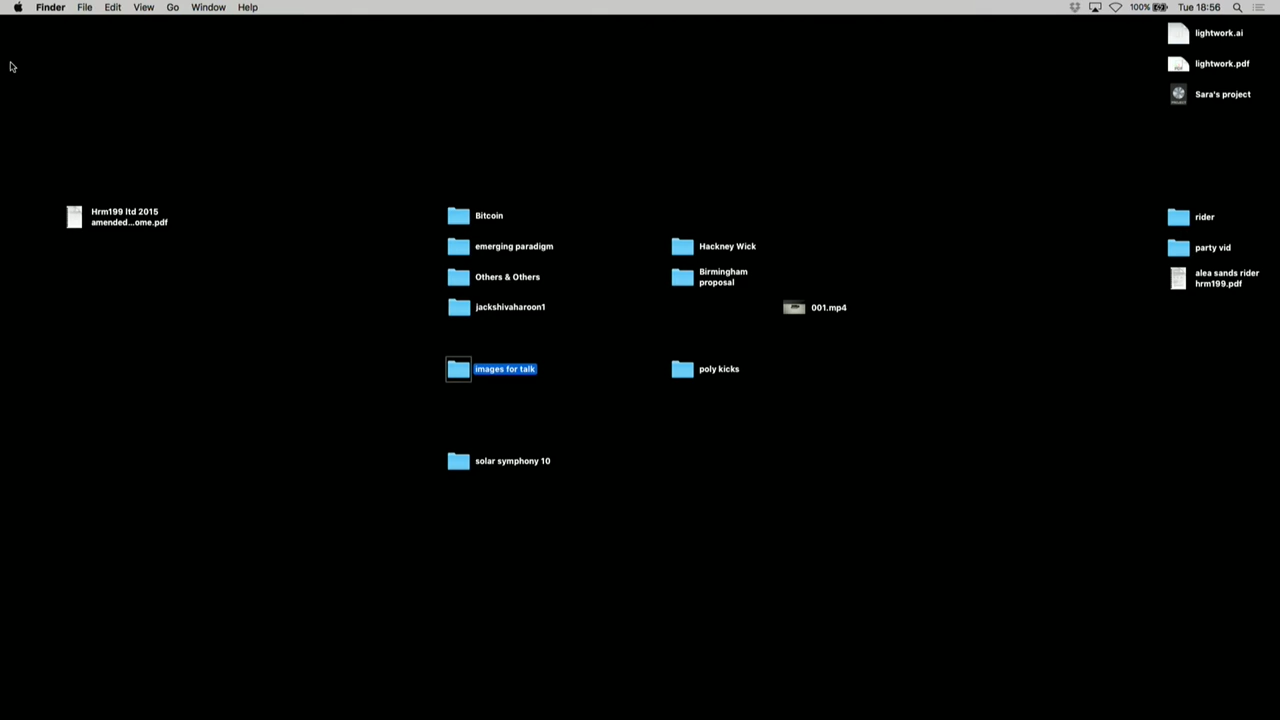 Finder File Edit View Go Window Help 100% Tue 18:56
lightwork.ai
lightwork.pdf
Sara's project
Hrm199 ltd 2015
amended...ome.pdf
Bitcoin
rider
emerging paradigm
Hackney Wick
party vid
Others & Others
Birmingham
proposal
alea sands rider
hrm199.pdf
jackshivaharoon1
001.mp4
images for talk
poly kicks
solar symphony 10